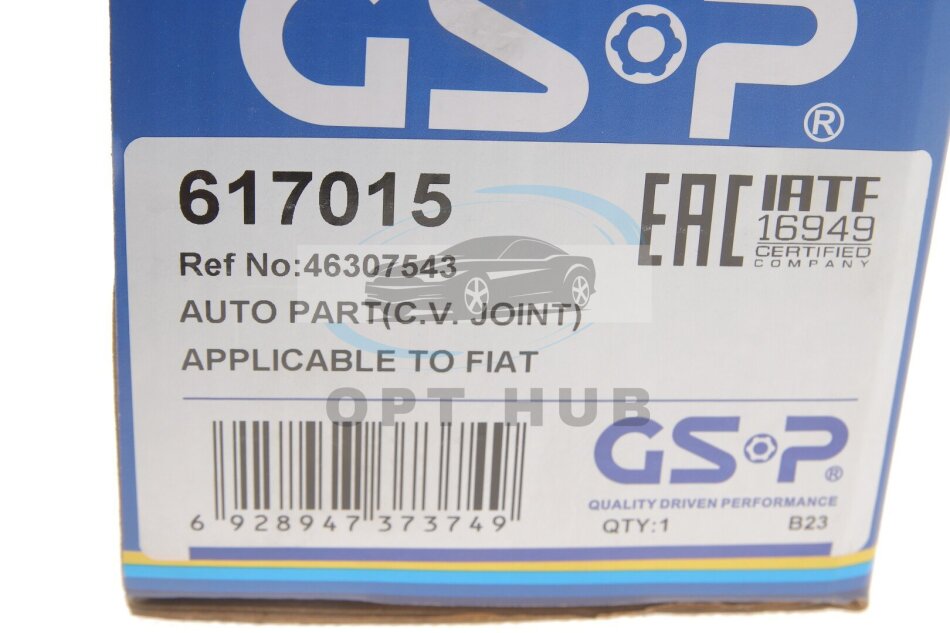 GSP®
617015
EAC
IATF
16949
CERTIFIED
COMPANY
Ref No:46307543
AUTO PART(C.V. JOINT)
APPLICABLE TO FIAT
OPT HUB
6 928947 373749
GSP®
QUALITY DRIVEN PERFORMANCE
QTY:1 B23